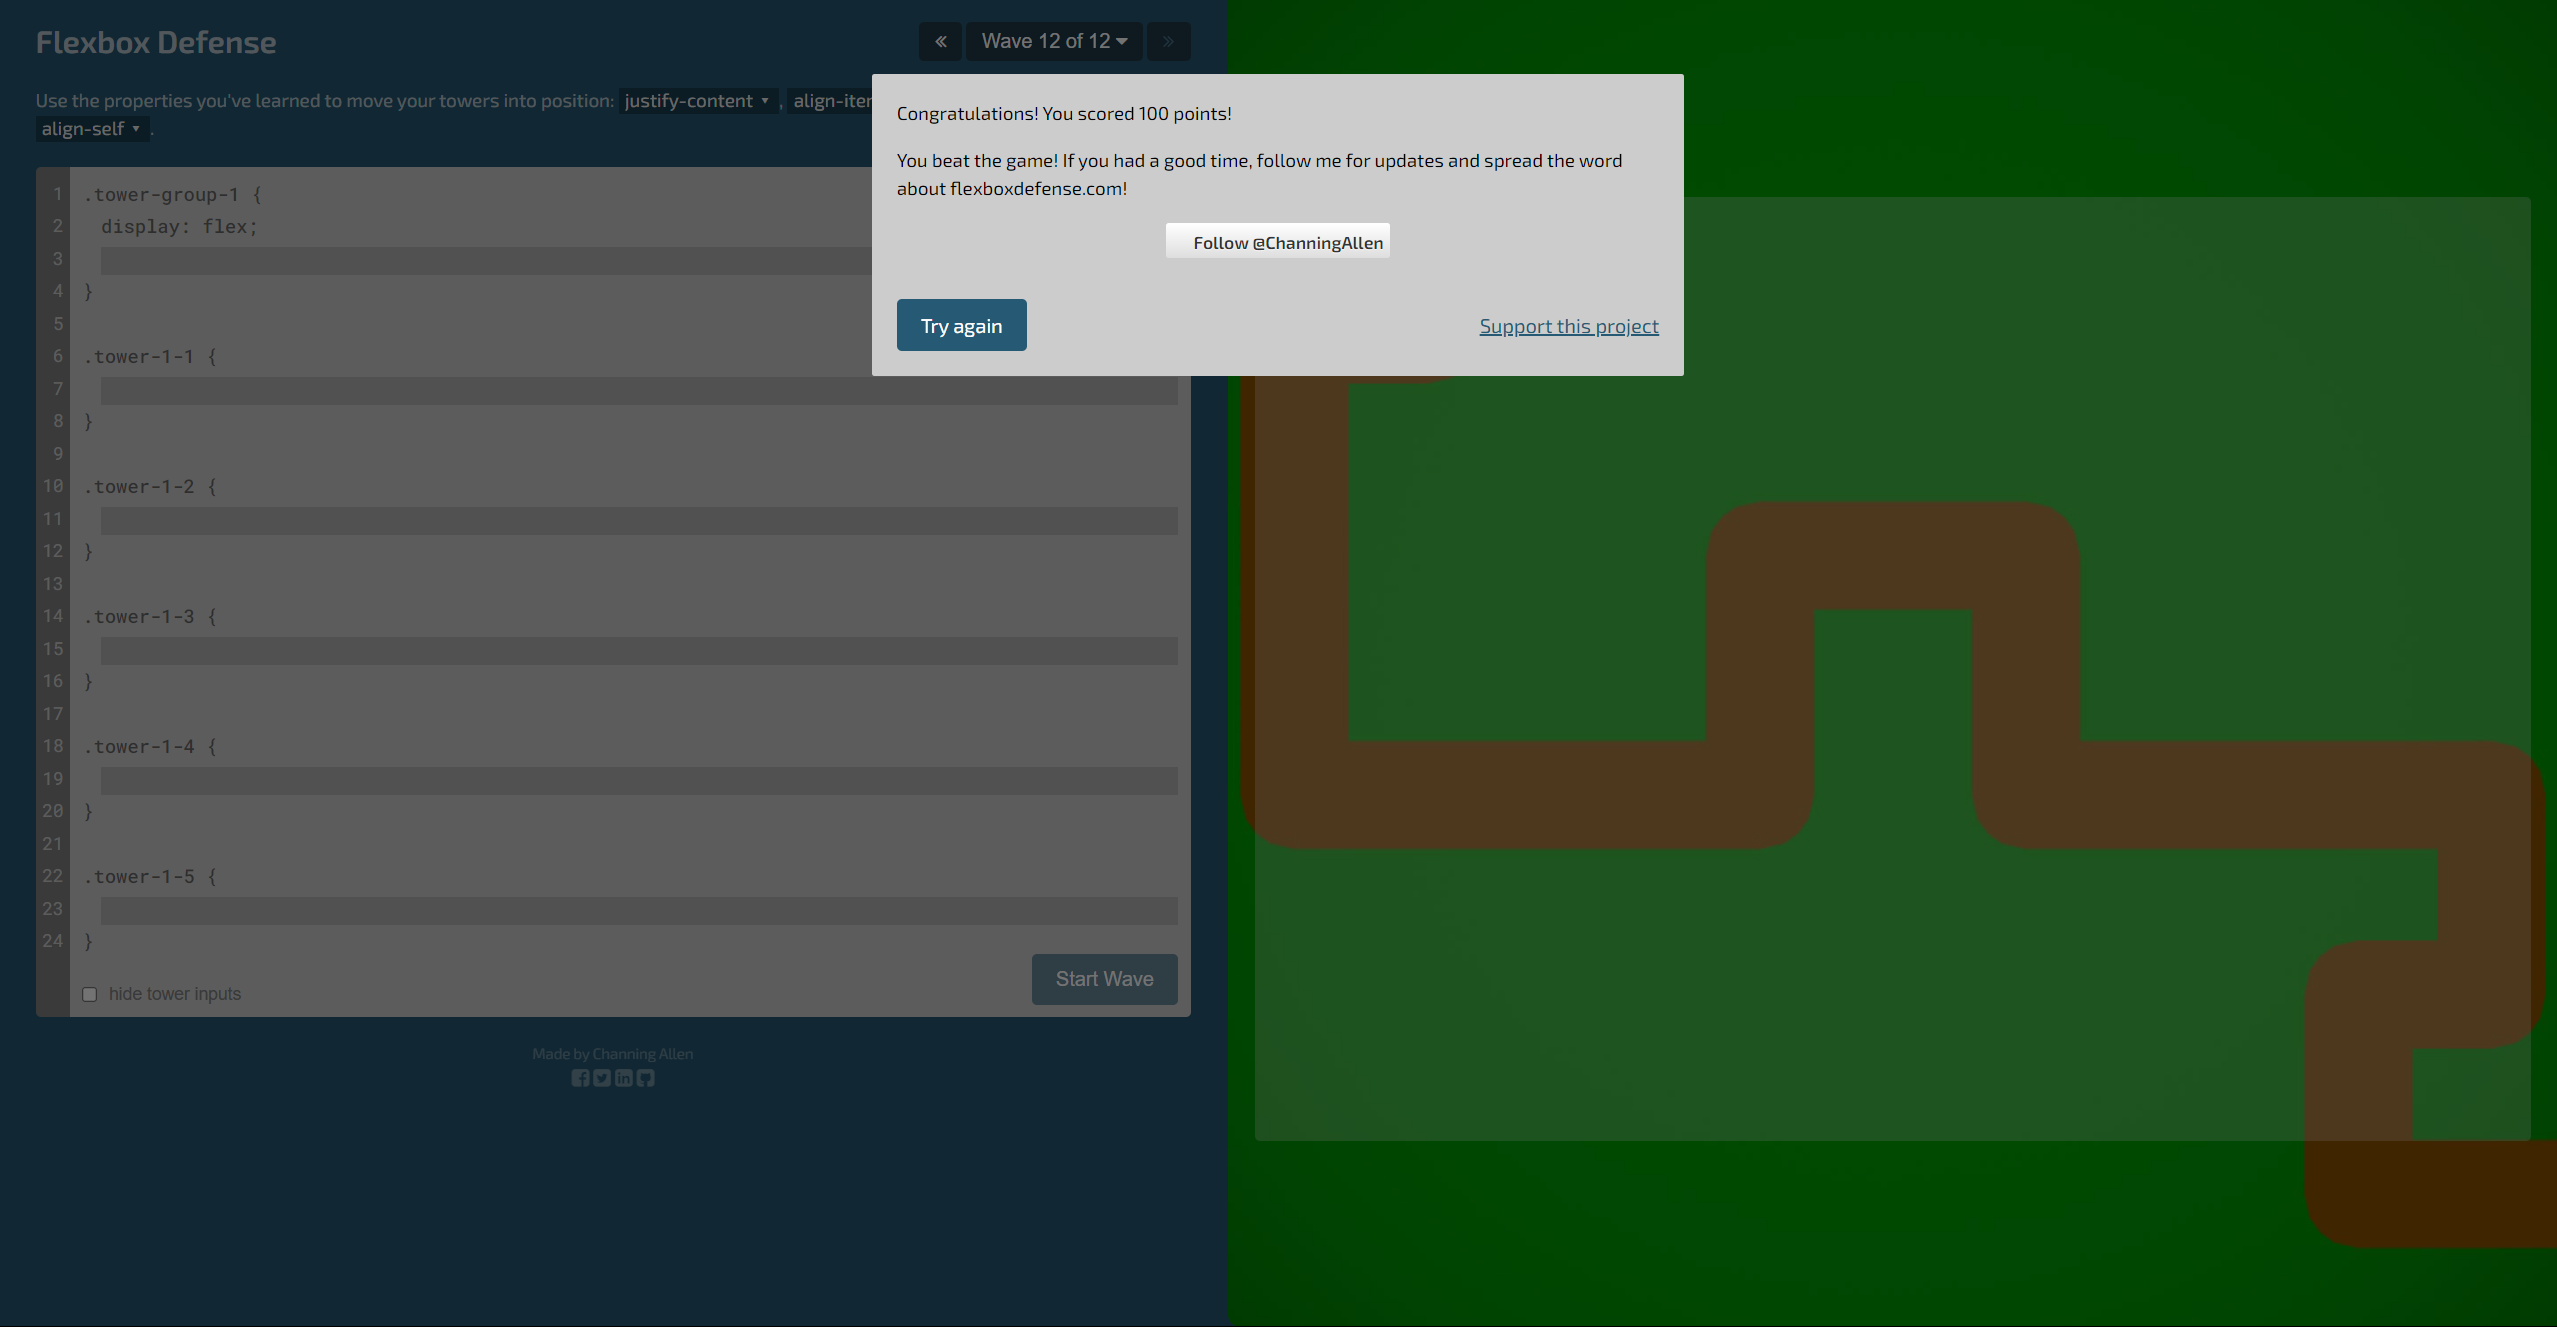 Flexbox Defense
« Wave 12 of 12 »
Use the properties you've learned to move your towers into position: justify-content ▾ , align-iter
align-self ▾ .
Congratulations! You scored 100 points!
You beat the game! If you had a good time, follow me for updates and spread the word
about flexboxdefense.com!
Follow @ChanningAllen
Try again
Support this project
1 .tower-group-1 {
2 display: flex;
3
4 }
5
6 .tower-1-1 {
7
8 }
9
10 .tower-1-2 {
11
12 }
13
14 .tower-1-3 {
15
16 }
17
18 .tower-1-4 {
19
20 }
21
22 .tower-1-5 {
23
24 }
hide tower inputs
Start Wave
Made by Channing Allen